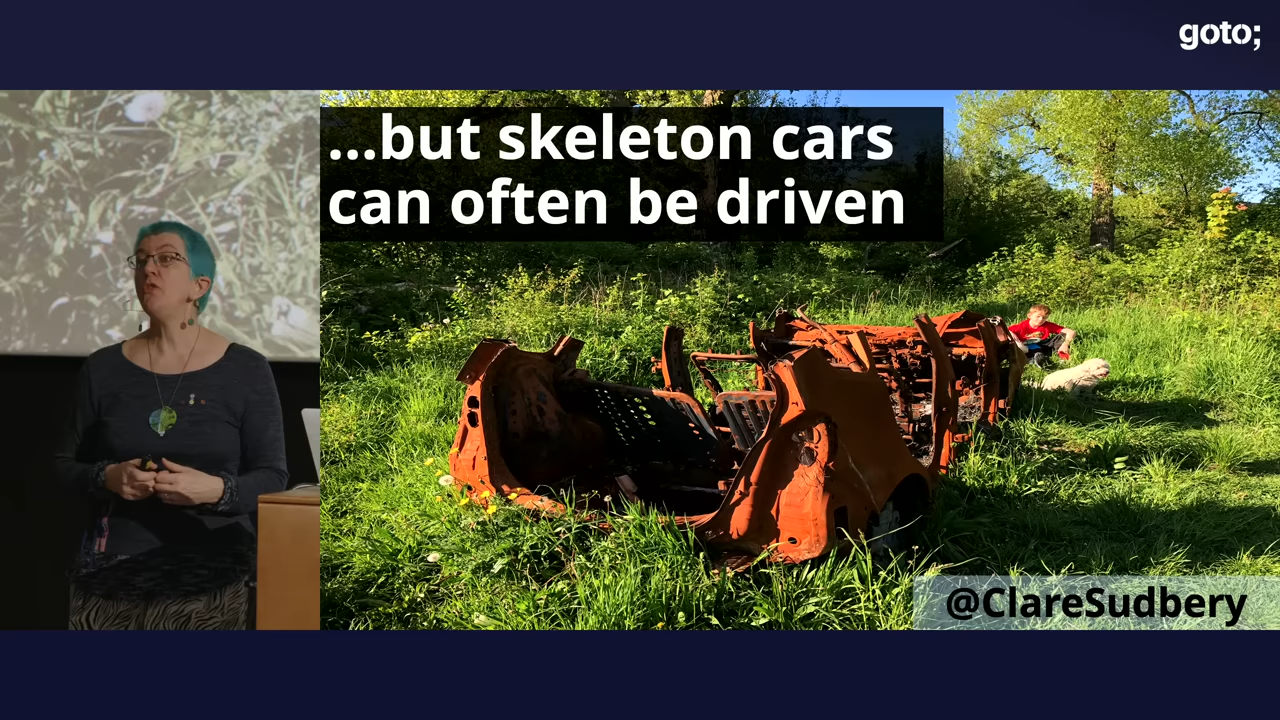 goto;
...but skeleton cars
can often be driven
@ClareSudbery